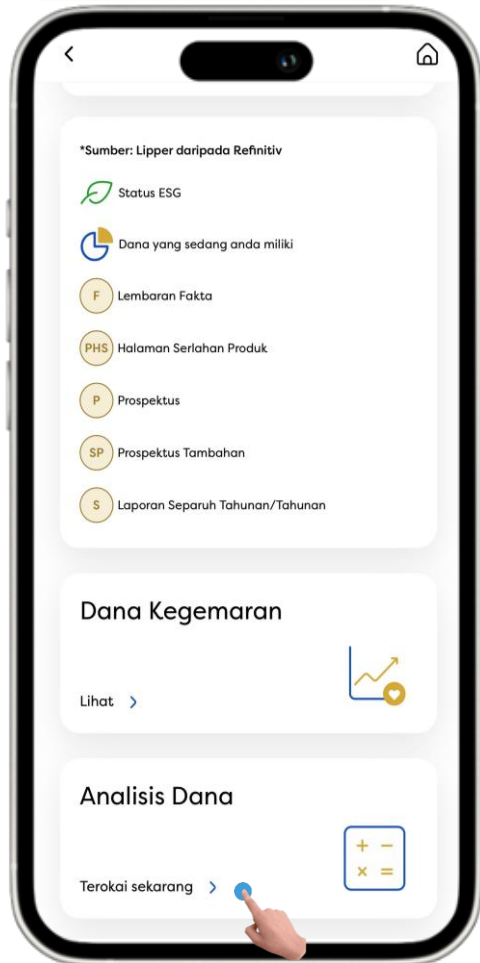 *Sumber: Lipper daripada Refinitiv
Status ESG
Dana yang sedang anda miliki
F Lembaran Fakta
PHS Halaman Serlahan Produk
P Prospektus
SP Prospektus Tambahan
S Laporan Separuh Tahunan/Tahunan
Dana Kegemaran
Lihat >
Analisis Dana
+ −
× =
Terokai sekarang >